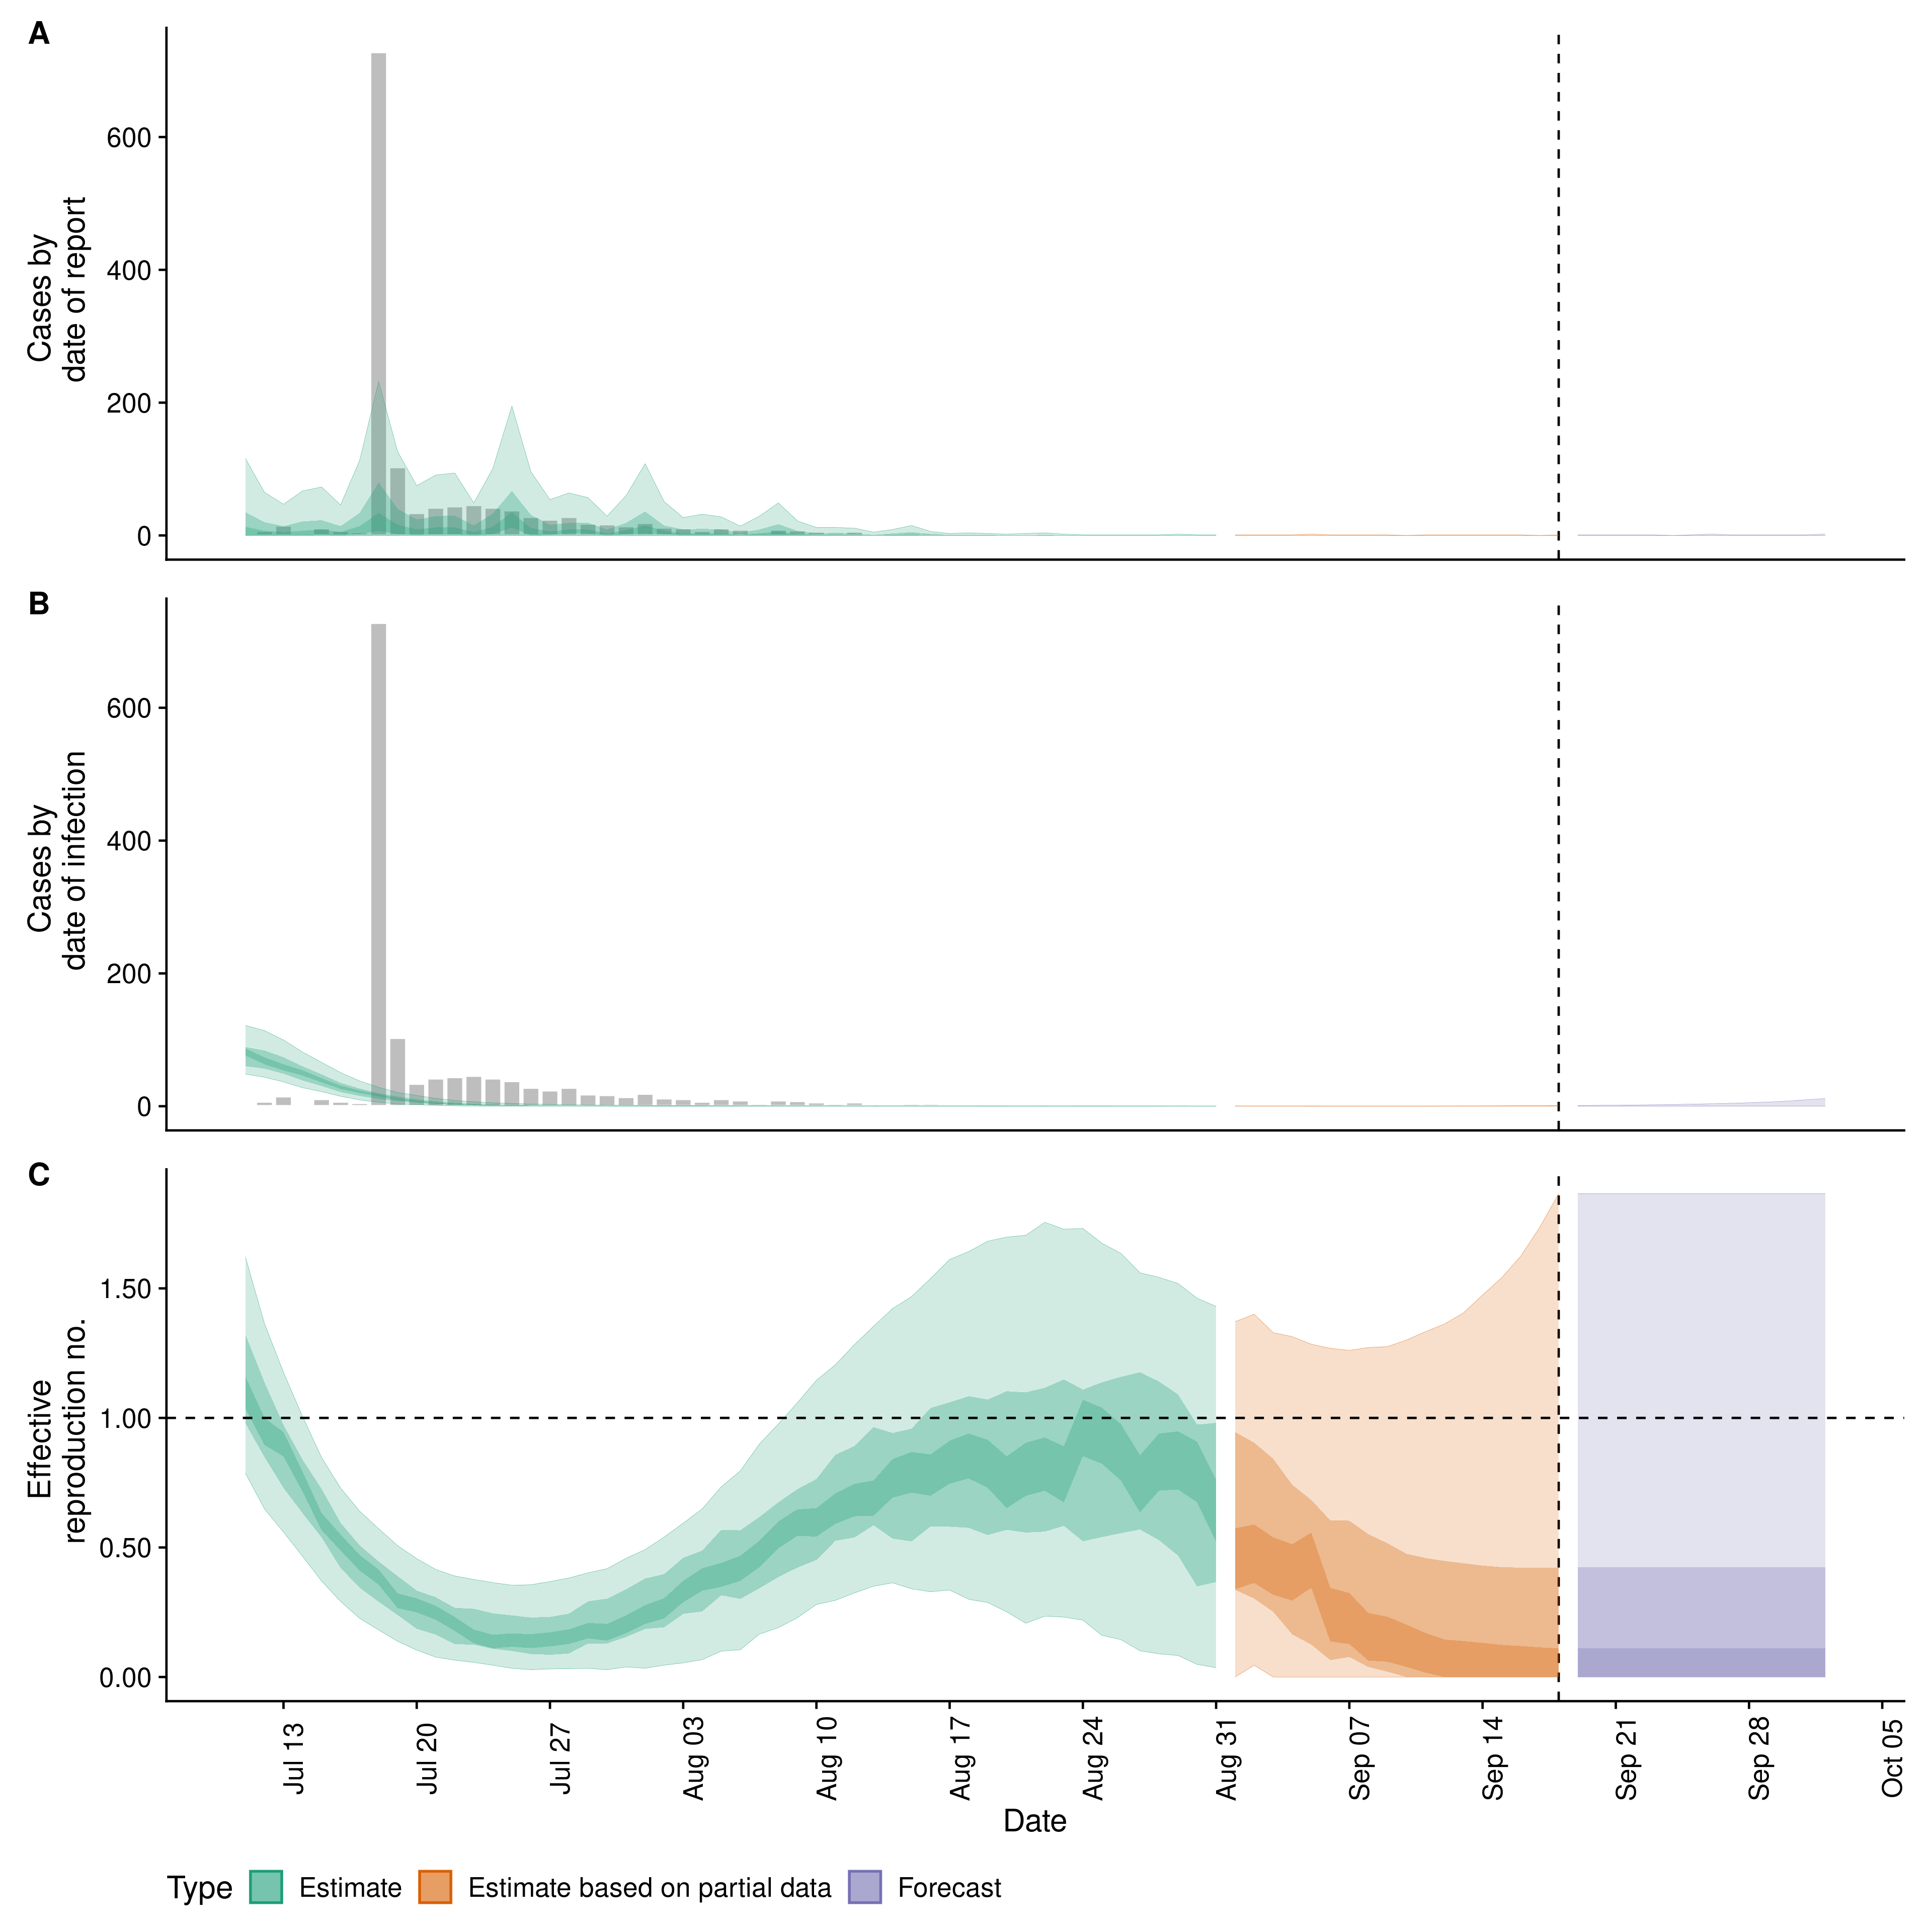 A
Cases by
date of report
600
400
200
0
B
Cases by
date of infection
600
400
200
0
C
Effective
reproduction no.
1.50
1.00
0.50
0.00
Jul 13
Jul 20
Jul 27
Aug 03
Aug 10
Aug 17
Aug 24
Aug 31
Sep 07
Sep 14
Sep 21
Sep 28
Oct 05
Date
Type Estimate Estimate based on partial data Forecast